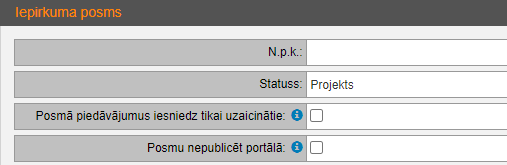 Iepirkuma posms
N.p.k.:
Statuss: Projekts
Posmā piedāvājumus iesniedz tikai uzaicinātie:
Posmu nepublicēt portālā: